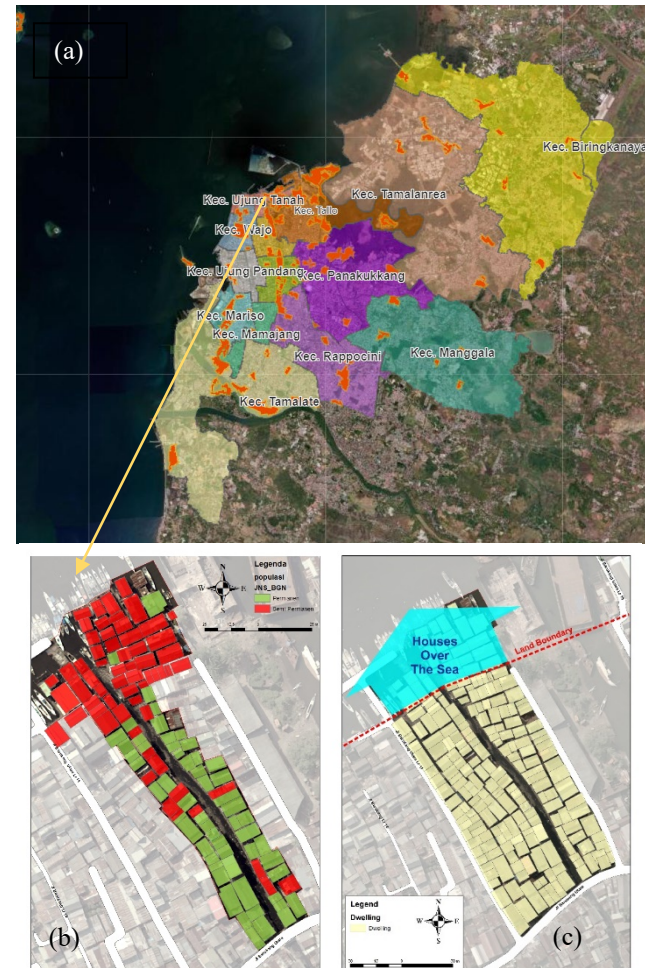 (a)
Kec. Biringkanaya
Kec. Tamalanrea
Kec. Ujung Tanah
Kec. Tallo
Kec. Wajo
Kec. Ujung Pandang
Kec. Panakukkang
Kec. Mariso
Kec. Mamajang
Kec. Rappocini
Kec. Manggala
Kec. Tamalate
Legenda
populasi
JNS_BGN
Permanen
Semi Permanen
N
W E
S
(b)
Houses
Over
The Sea
Land Boundary
Legend
Dwelling
Dwelling
N
W E
S
(c)